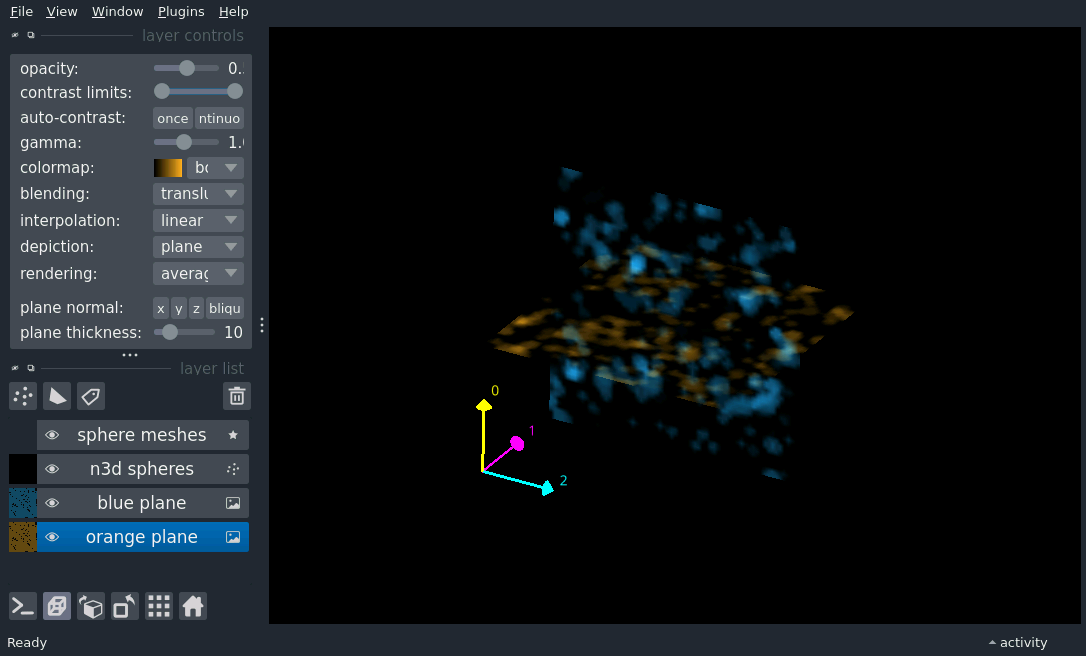 File View Window Plugins Help
layer controls
opacity: 0.
contrast limits:
auto-contrast: once ntinuo
gamma: 1.
colormap: bo
blending: translu
interpolation: linear
depiction: plane
rendering: averag
plane normal: x y z bliqu
plane thickness: 10
layer list
sphere meshes
n3d spheres
blue plane
orange plane
0
1
2
Ready
activity